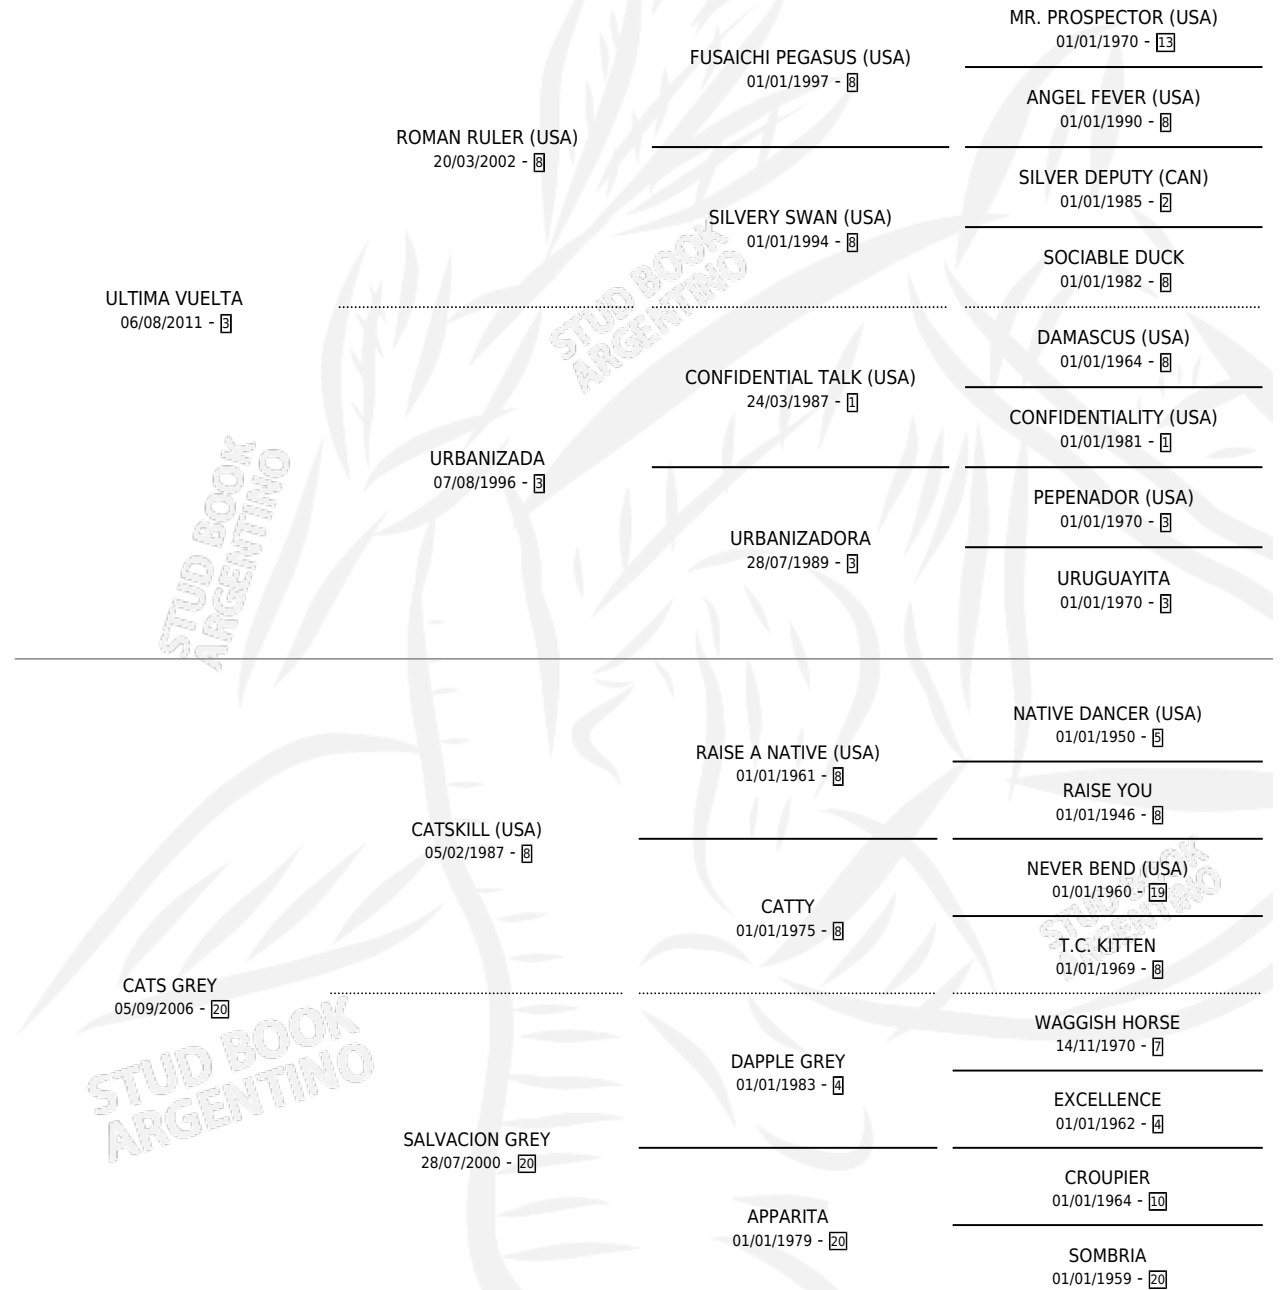 MR. PROSPECTOR (USA)
01/01/1970 - 13
FUSAICHI PEGASUS (USA)
01/01/1997 - 8
ANGEL FEVER (USA)
01/01/1990 - 8
ROMAN RULER (USA)
20/03/2002 - 8
SILVER DEPUTY (CAN)
01/01/1985 - 2
SILVERY SWAN (USA)
01/01/1994 - 8
SOCIABLE DUCK
01/01/1982 - 8
STUD BOOK
ARGENTINO
ULTIMA VUELTA
06/08/2011 - 3
DAMASCUS (USA)
01/01/1964 - 8
CONFIDENTIAL TALK (USA)
24/03/1987 - 1
CONFIDENTIALITY (USA)
01/01/1981 - 1
URBANIZADA
07/08/1996 - 3
PEPENADOR (USA)
01/01/1970 - 3
URBANIZADORA
28/07/1989 - 3
URUGUAYITA
01/01/1970 - 3
STUD BOOK
ARGENTINO
NATIVE DANCER (USA)
01/01/1950 - 5
RAISE A NATIVE (USA)
01/01/1961 - 8
RAISE YOU
01/01/1946 - 8
CATSKILL (USA)
05/02/1987 - 8
NEVER BEND (USA)
01/01/1960 - 19
CATTY
01/01/1975 - 8
STUD BOOK
ARGENTINO
T.C. KITTEN
01/01/1969 - 8
CATS GREY
05/09/2006 - 20
WAGGISH HORSE
14/11/1970 - 7
DAPPLE GREY
01/01/1983 - 4
EXCELLENCE
01/01/1962 - 4
STUD BOOK
ARGENTINO
SALVACION GREY
28/07/2000 - 20
CROUPIER
01/01/1964 - 10
APPARITA
01/01/1979 - 20
SOMBRIA
01/01/1959 - 20